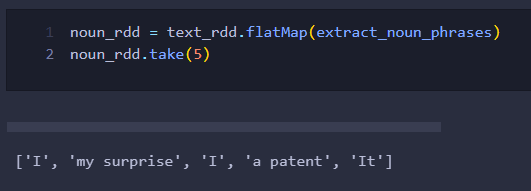 1 noun_rdd = text_rdd.flatMap(extract_noun_phrases)
2 noun_rdd.take(5)
['I', 'my surprise', 'I', 'a patent', 'It']